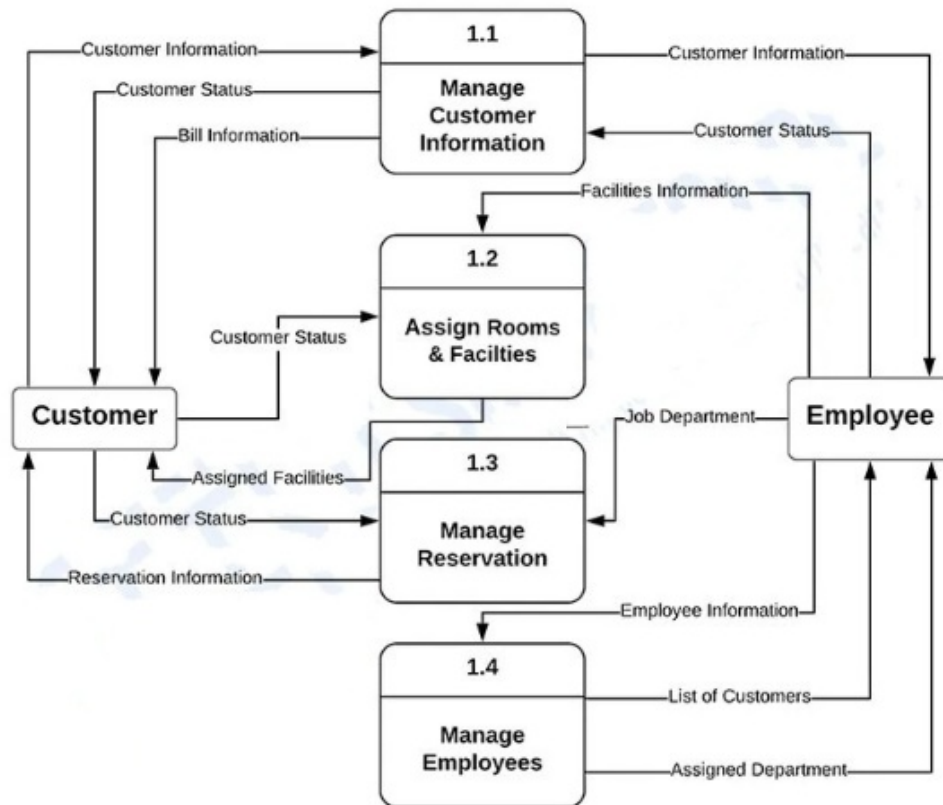 1.1
Customer Information
Customer Information
Manage
Customer Status
Customer
Bill Information
Information
Customer Status
Facilities Information
1.2
Customer Status
Assign Rooms
& Facilties
Customer
Employee
Job Department
1.3
Assigned Facilities
Customer Status
Manage
Reservation
Reservation Information
Employee Information
1.4
List of Customers
Manage
Employees
Assigned Department